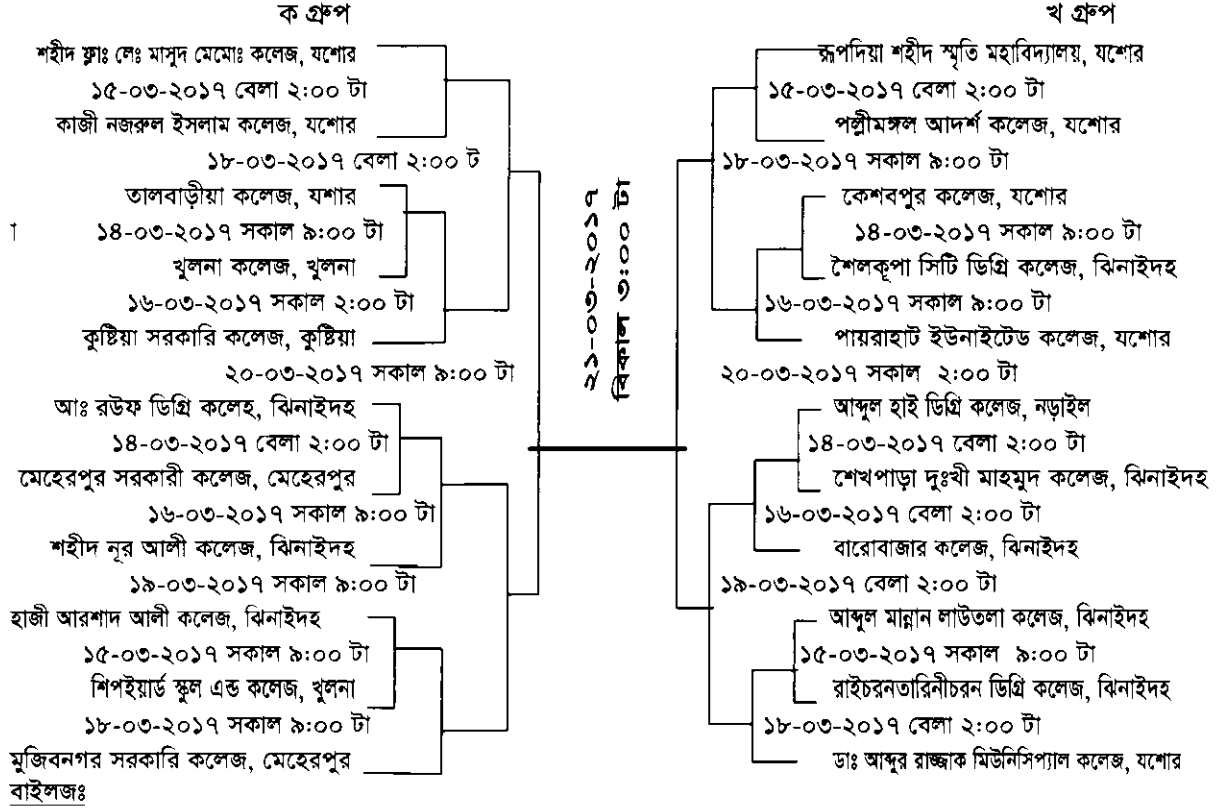 ক গ্রুপ
শহীদ ফ্লাঃ লেঃ মাসুদ মেমোঃ কলেজ, যশোর
১৫-০৩-২০১৭ বেলা ২:০০ টা
কাজী নজরুল ইসলাম কলেজ, যশোর
১৮-০৩-২০১৭ বেলা ২:০০ ট
তালবাড়ীয়া কলেজ, যশার
া
১৪-০৩-২০১৭ সকাল ৯:০০ টা
খুলনা কলেজ, খুলনা
১৬-০৩-২০১৭ সকাল ২:০০ টা
কুষ্টিয়া সরকারি কলেজ, কুষ্টিয়া
২০-০৩-২০১৭ সকাল ৯:০০ টা
আঃ রউফ ডিগ্রি কলেহ, ঝিনাইদহ
১৪-০৩-২০১৭ বেলা ২:০০ টা
মেহেরপুর সরকারী কলেজ, মেহেরপুর
১৬-০৩-২০১৭ সকাল ৯:০০ টা
শহীদ নূর আলী কলেজ, ঝিনাইদহ
১৯-০৩-২০১৭ সকাল ৯:০০ টা
হাজী আরশাদ আলী কলেজ, ঝিনাইদহ
১৫-০৩-২০১৭ সকাল ৯:০০ টা
শিপইয়ার্ড স্কুল এন্ড কলেজ, খুলনা
১৮-০৩-২০১৭ সকাল ৯:০০ টা
মুজিবনগর সরকারি কলেজ, মেহেরপুর
বাইলজঃ
২১-০৩-২০১৭
বিকাল ৩:০০ টা
খ গ্রুপ
রূপদিয়া শহীদ স্মৃতি মহাবিদ্যালয়, যশোর
১৫-০৩-২০১৭ বেলা ২:০০ টা
পল্লীমঙ্গল আদর্শ কলেজ, যশোর
১৮-০৩-২০১৭ সকাল ৯:০০ টা
কেশবপুর কলেজ, যশোর
১৪-০৩-২০১৭ সকাল ৯:০০ টা
শৈলকূপা সিটি ডিগ্রি কলেজ, ঝিনাইদহ
১৬-০৩-২০১৭ সকাল ৯:০০ টা
পায়রাহাট ইউনাইটেড কলেজ, যশোর
২০-০৩-২০১৭ সকাল ২:০০ টা
আব্দুল হাই ডিগ্রি কলেজ, নড়াইল
১৪-০৩-২০১৭ বেলা ২:০০ টা
শেখপাড়া দুঃখী মাহমুদ কলেজ, ঝিনাইদহ
১৬-০৩-২০১৭ বেলা ২:০০ টা
বারোবাজার কলেজ, ঝিনাইদহ
১৯-০৩-২০১৭ বেলা ২:০০ টা
আব্দুল মান্নান লাউতলা কলেজ, ঝিনাইদহ
১৫-০৩-২০১৭ সকাল ৯:০০ টা
রাইচরনতারিনীচরন ডিগ্রি কলেজ, ঝিনাইদহ
১৮-০৩-২০১৭ বেলা ২:০০ টা
ডাঃ আব্দুর রাজ্জাক মিউনিসিপ্যাল কলেজ, যশোর